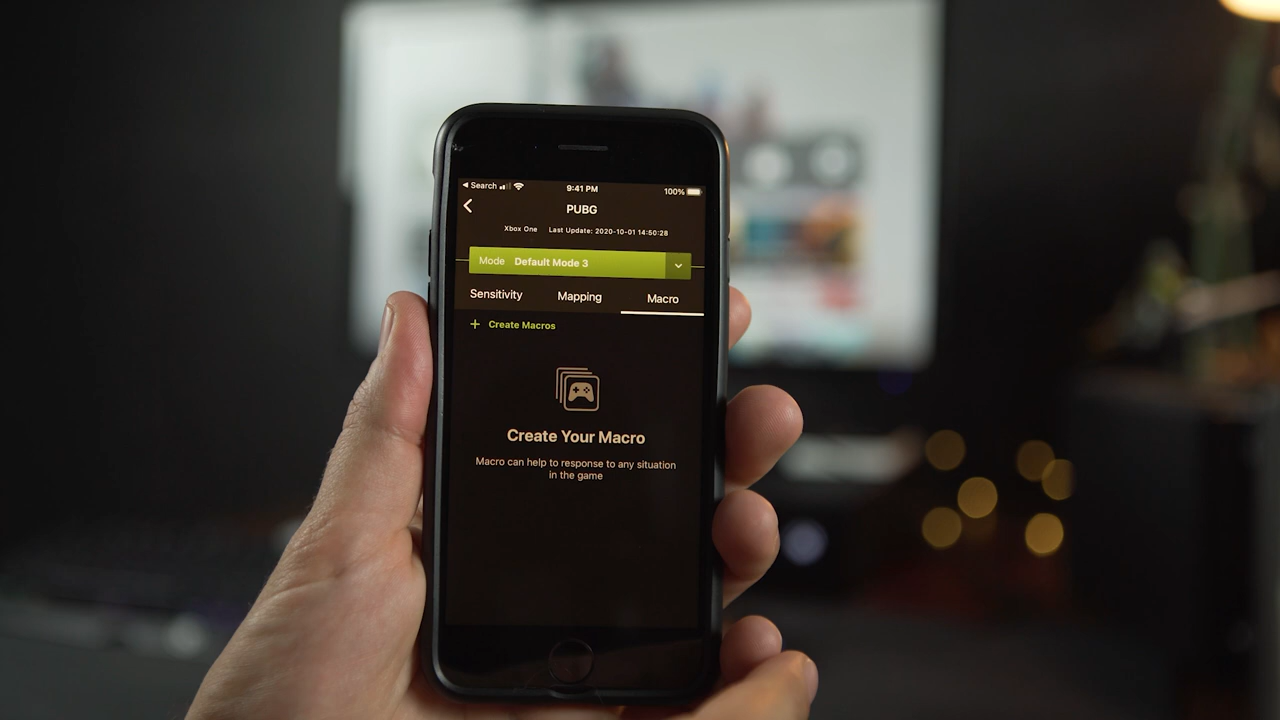 Search
9:41 PM
100%
PUBG
Xbox One Last Update: 2020-10-01 14:50:28
Mode Default Mode 3
Sensitivity Mapping Macro
+ Create Macros
Create Your Macro
Macro can help to response to any situation
in the game